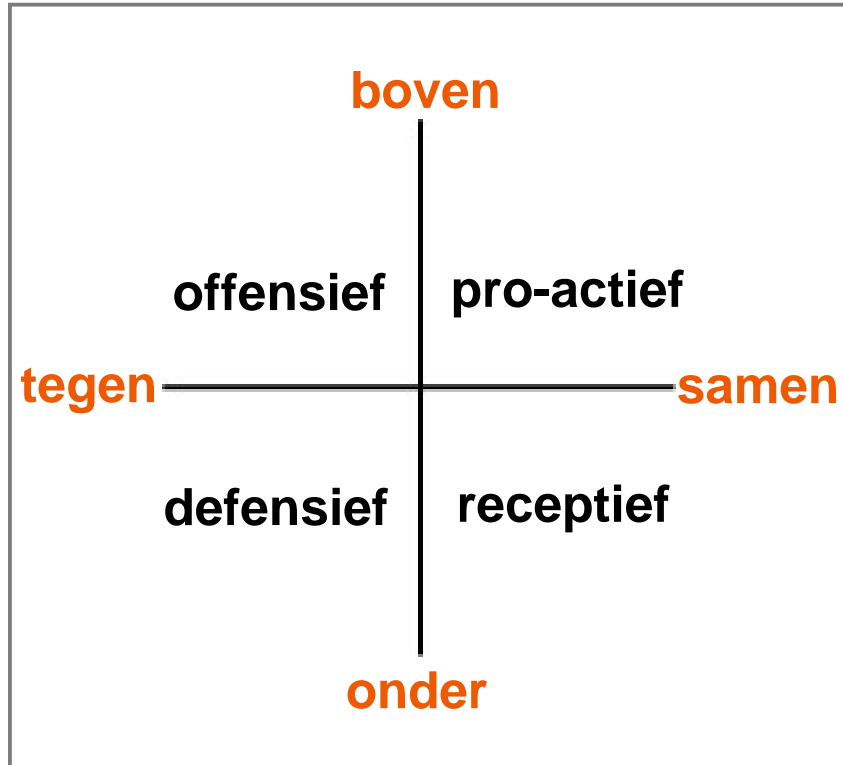 boven
offensief pro-actief
tegen samen
defensief receptief
onder